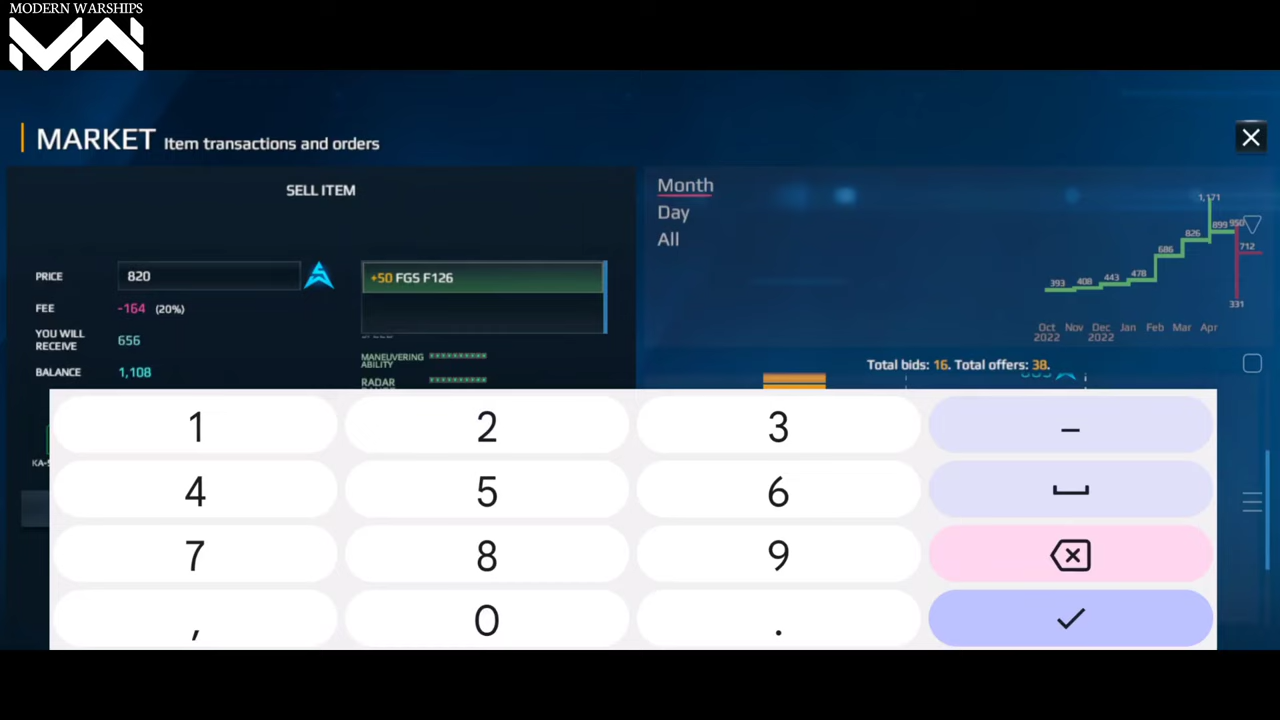 MODERN WARSHIPS
MARKET Item transactions and orders
SELL ITEM
PRICE 820
FEE -164 (20%)
YOU WILL RECEIVE 656
BALANCE 1,108
+50 FGS F126
MANEUVERING ABILITY
RADAR
Month
Day
All
1,171
899
950
826
712
686
478
443
408
393
331
Oct 2022 Nov Dec 2022 Jan Feb Mar Apr
Total bids: 16. Total offers: 38.
1 2 3 –
4 5 6
7 8 9
, 0 .